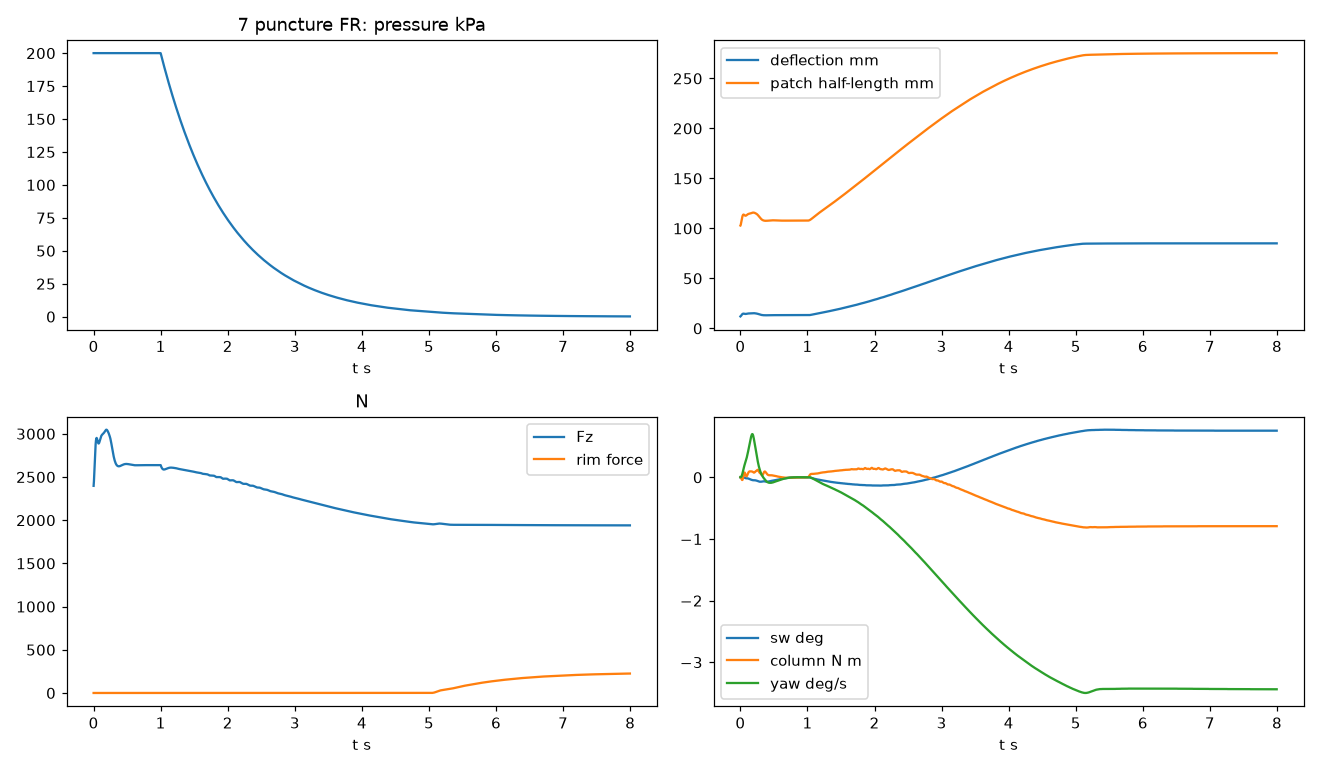 7 puncture FR: pressure kPa
200
175
150
125
100
75
50
25
0
0 1 2 3 4 5 6 7 8
t s
deflection mm
patch half-length mm
250
200
150
100
50
0
0 1 2 3 4 5 6 7 8
t s
N
Fz
rim force
3000
2500
2000
1500
1000
500
0
0 1 2 3 4 5 6 7 8
t s
0
−1
−2
−3
sw deg
column N m
yaw deg/s
0 1 2 3 4 5 6 7 8
t s